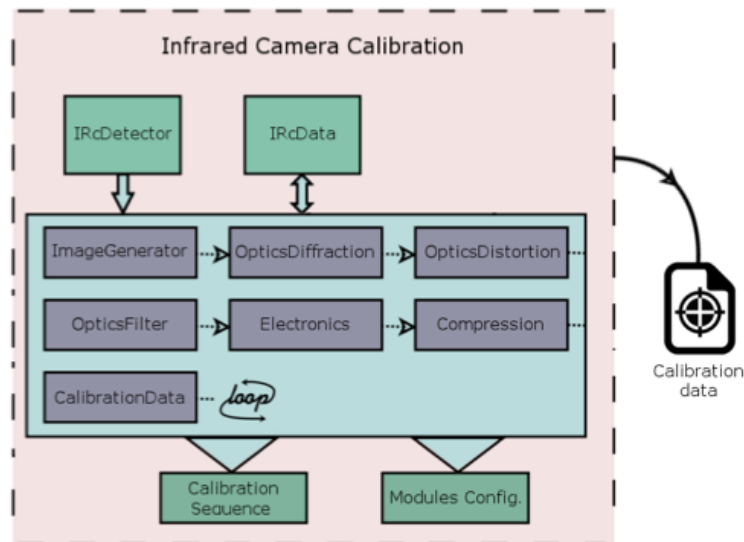 Infrared Camera Calibration
IRcDetector
IRcData
ImageGenerator
OpticsDiffraction
OpticsDistortion
OpticsFilter
Electronics
Compression
CalibrationData
loop
Calibration
Sequence
Modules Config.
Calibration
data